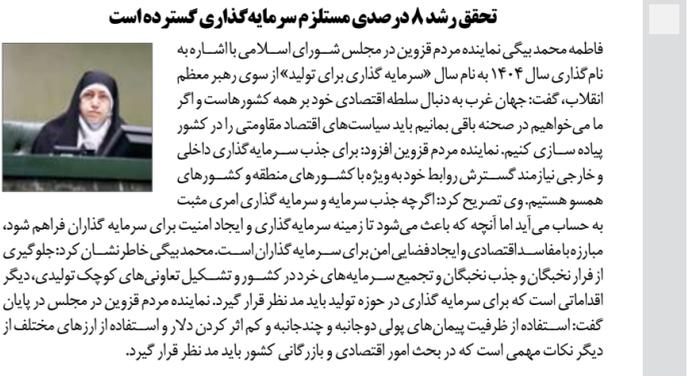 تحقق رشد ۸ درصدی مستلزم سرمایه‌گذاری گسترده است
فاطمه محمدبیگی نماینده مردم قزوین در مجلس شورای اسلامی با اشاره به
نام‌گذاری سال ۱۴۰۴ به نام سال «سرمایه گذاری برای تولید» از سوی رهبر معظم
انقلاب، گفت: جهان غرب به دنبال سلطه اقتصادی خود بر همه کشورهاست و اگر
ما می‌خواهیم در صحنه باقی بمانیم باید سیاست‌های اقتصاد مقاومتی را در کشور
پیاده سازی کنیم. نماینده مردم قزوین افزود: برای جذب سرمایه‌گذاری داخلی
و خارجی نیازمند گسترش روابط خود به ویژه با کشورهای منطقه و کشورهای
همسو هستیم. وی تصریح کرد: اگرچه جذب سرمایه و سرمایه گذاری امری مثبت
به حساب می‌آید اما آنچه که باعث می‌شود تا زمینه سرمایه‌گذاری و ایجاد امنیت برای سرمایه گذاران فراهم شود،
مبارزه با مفاسد اقتصادی و ایجاد فضایی امن برای سرمایه گذاران است. محمدبیگی خاطرنشان کرد: جلوگیری
از فرار نخبگان و جذب نخبگان و تجمیع سرمایه‌های خرد در کشور و تشکیل تعاونی‌های کوچک تولیدی، دیگر
اقداماتی است که برای سرمایه گذاری در حوزه تولید باید مد نظر قرار گیرد. نماینده مردم قزوین در مجلس در پایان
گفت: استفاده از ظرفیت پیمان‌های پولی دوجانبه و چندجانبه و کم اثر کردن دلار و استفاده از ارزهای مختلف از
دیگر نکات مهمی است که در بحث امور اقتصادی و بازرگانی کشور باید مد نظر قرار گیرد.